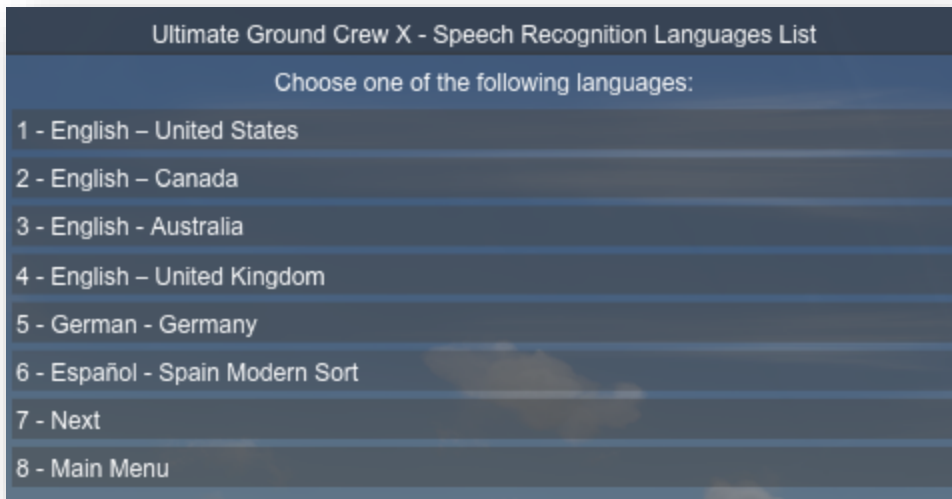 Ultimate Ground Crew X - Speech Recognition Languages List
Choose one of the following languages:
1 - English – United States
2 - English – Canada
3 - English - Australia
4 - English – United Kingdom
5 - German - Germany
6 - Español - Spain Modern Sort
7 - Next
8 - Main Menu